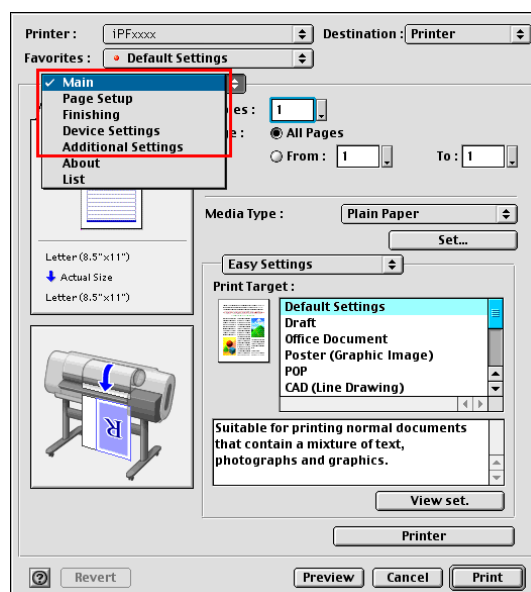 Printer : iPFxxxx Destination : Printer
Favorites : Default Settings
Main
Page Setup
Finishing
Device Settings
Additional Settings
About
List
es : 1
e : All Pages
From : 1 To : 1
Letter (8.5"x11")
Actual Size
Letter (8.5"x11")
Media Type : Plain Paper
Set...
Easy Settings
Print Target :
Default Settings
Draft
Office Document
Poster (Graphic Image)
POP
CAD (Line Drawing)
Suitable for printing normal documents
that contain a mixture of text,
photographs and graphics.
View set.
R
Printer
Revert Preview Cancel Print